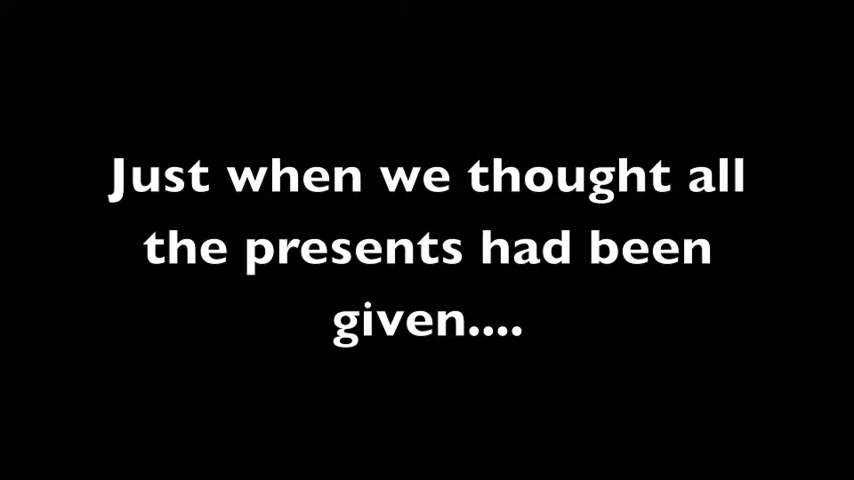 Just when we thought all
the presents had been
given....